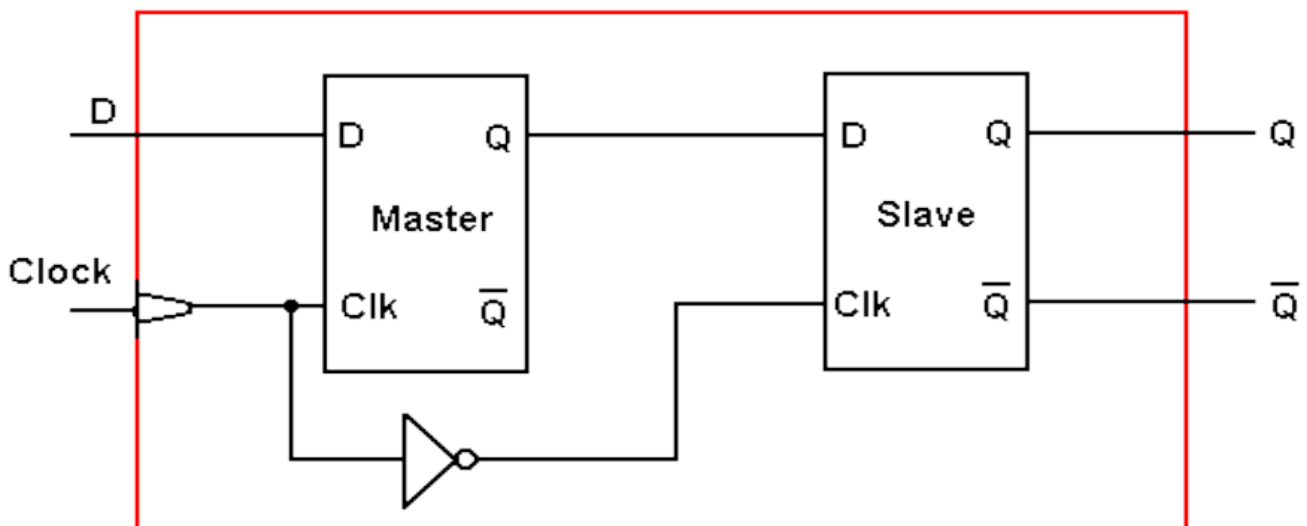 D
D Q
D Q
Q
Master
Slave
Clock
Clk Q̅
Clk Q̅
Q̅